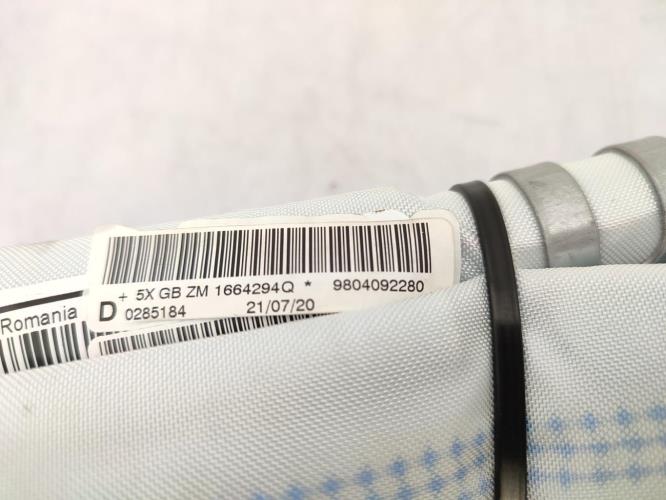 + 5X GB ZM 1664294Q * 9804092280
D 0285184 21/07/20
Romania